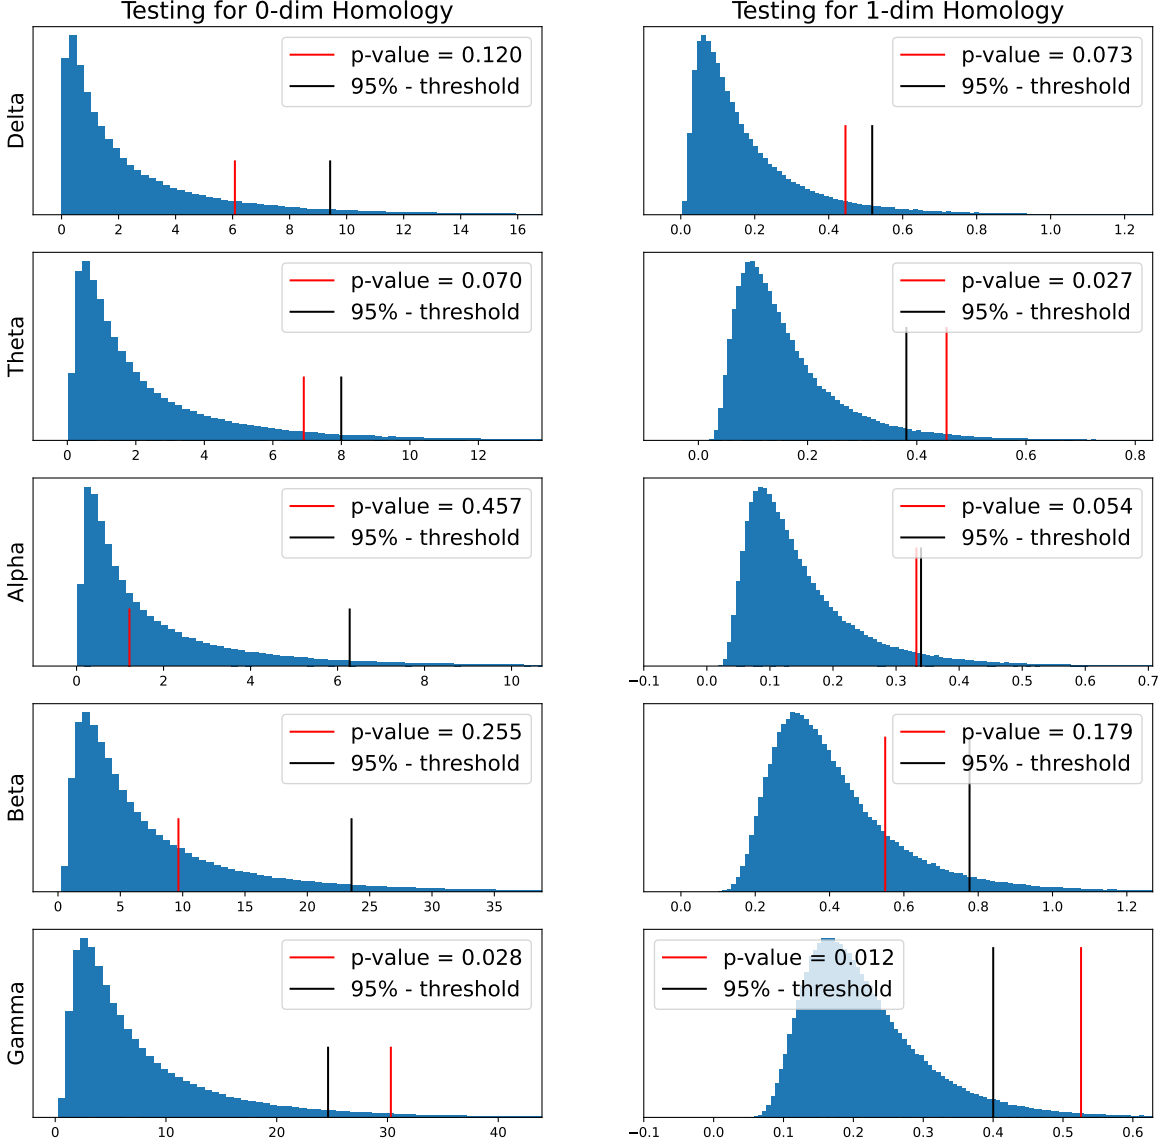 Testing for 0-dim Homology
Testing for 1-dim Homology
Delta
p-value = 0.120
95% - threshold
0 2 4 6 8 10 12 14 16
p-value = 0.073
95% - threshold
0.0 0.2 0.4 0.6 0.8 1.0 1.2
Theta
p-value = 0.070
95% - threshold
0 2 4 6 8 10 12
p-value = 0.027
95% - threshold
0.0 0.2 0.4 0.6 0.8
Alpha
p-value = 0.457
95% - threshold
0 2 4 6 8 10
p-value = 0.054
95% - threshold
−0.1 0.0 0.1 0.2 0.3 0.4 0.5 0.6 0.7
Beta
p-value = 0.255
95% - threshold
0 5 10 15 20 25 30 35
p-value = 0.179
95% - threshold
0.0 0.2 0.4 0.6 0.8 1.0 1.2
Gamma
p-value = 0.028
95% - threshold
0 10 20 30 40
p-value = 0.012
95% - threshold
−0.1 0.0 0.1 0.2 0.3 0.4 0.5 0.6